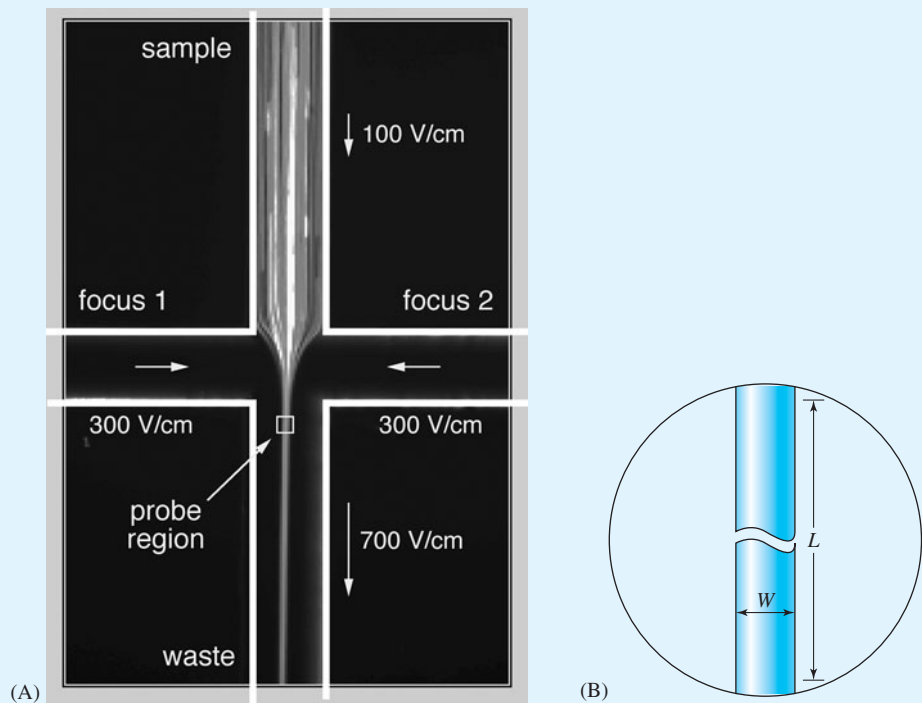 sample
100 V/cm
focus 1
focus 2
300 V/cm
300 V/cm
probe
region
700 V/cm
waste
(A)
(B)
L
W